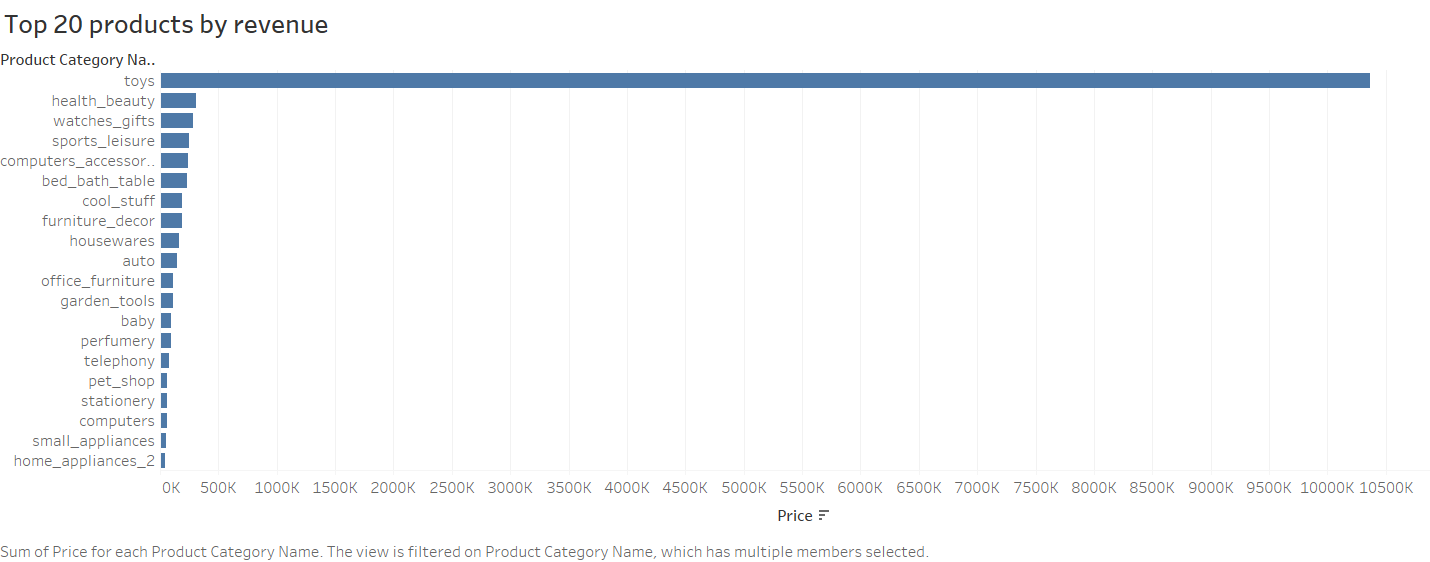 Top 20 products by revenue
Product Category Na..
toys
health_beauty
watches_gifts
sports_leisure
computers_accessor..
bed_bath_table
cool_stuff
furniture_decor
housewares
auto
office_furniture
garden_tools
baby
perfumery
telephony
pet_shop
stationery
computers
small_appliances
home_appliances_2
0K 500K 1000K 1500K 2000K 2500K 3000K 3500K 4000K 4500K 5000K 5500K 6000K 6500K 7000K 7500K 8000K 8500K 9000K 9500K 10000K 10500K
Price
Sum of Price for each Product Category Name. The view is filtered on Product Category Name, which has multiple members selected.